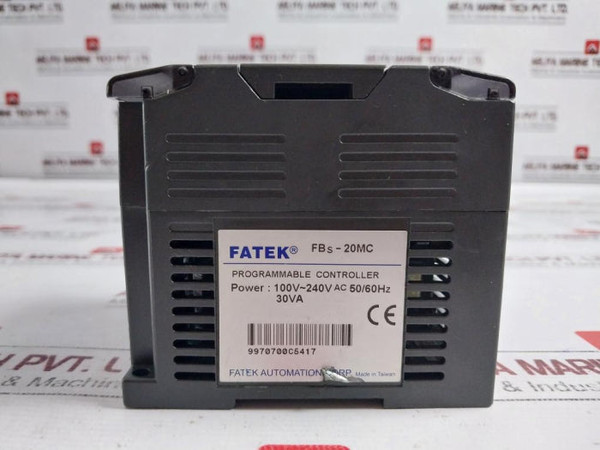 FATEK® FBs-20MC
PROGRAMMABLE CONTROLLER
Power : 100V~240V AC 50/60Hz
30VA
CE
9970700C5417
FATEK AUTOMATION CORP. Made in Taiwan